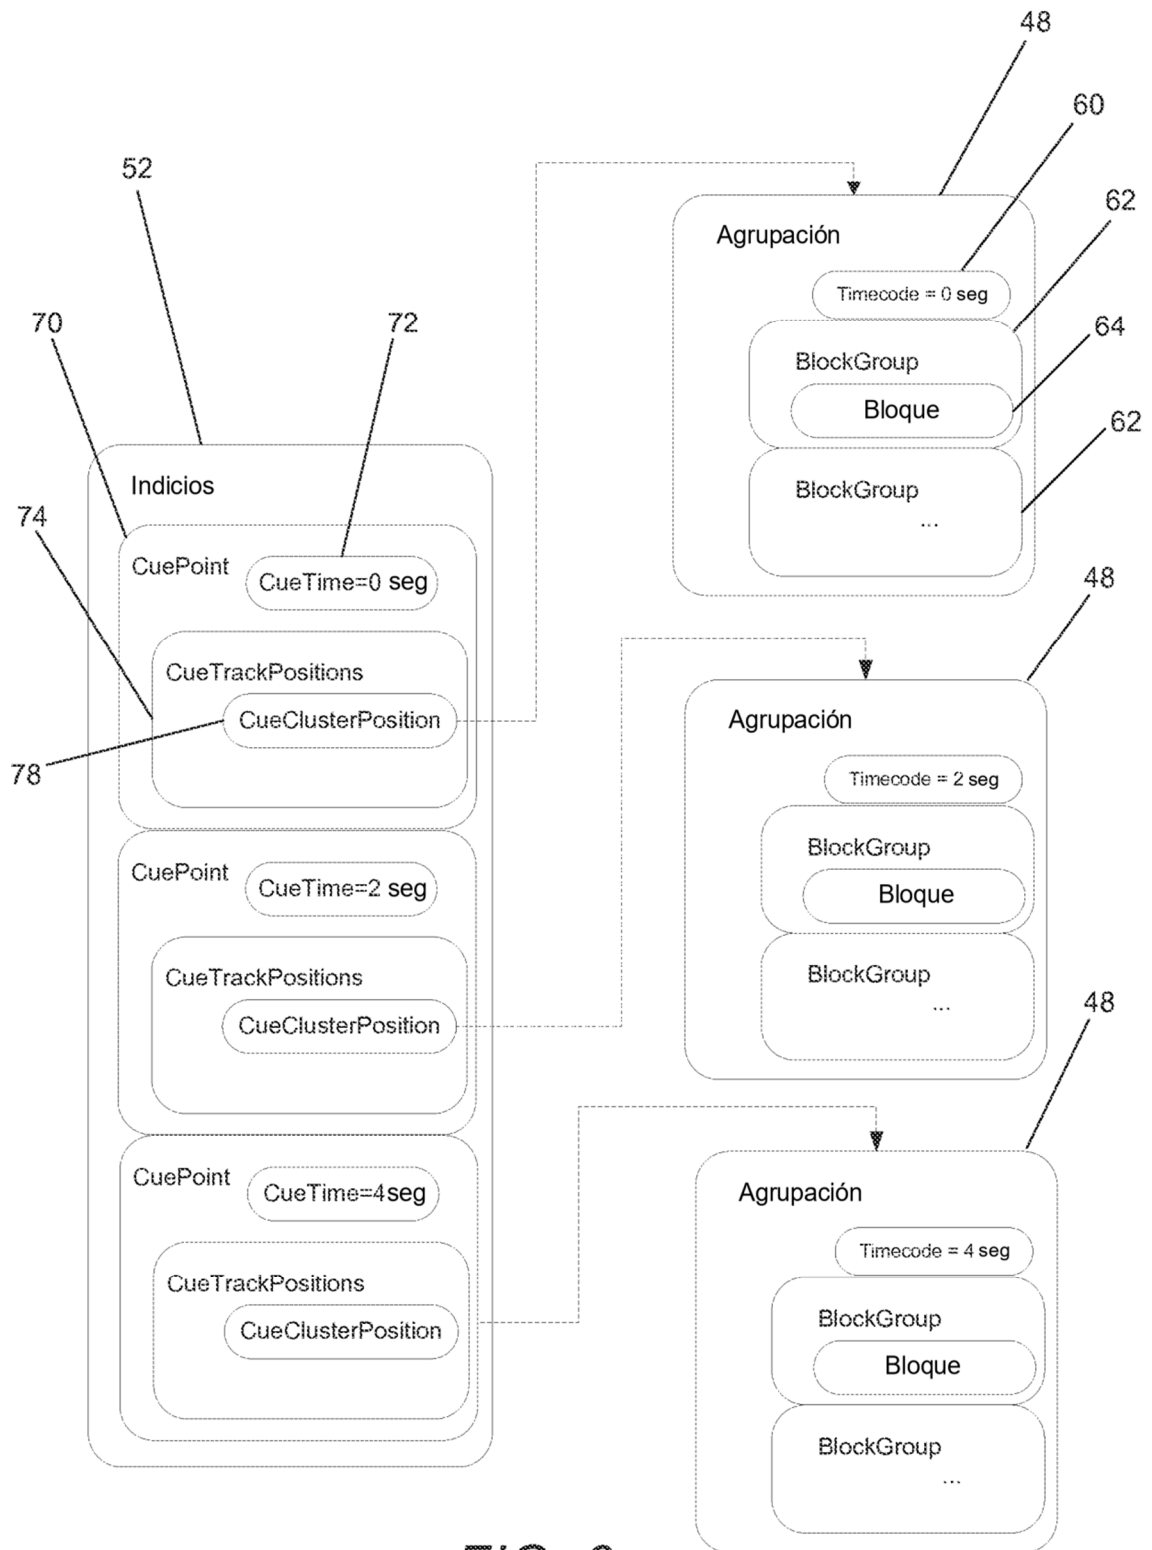 48
60
52
62
Agrupación
Timecode = 0 seg
70
72
64
BlockGroup
Bloque
62
Indicios
BlockGroup
...
74
CuePoint
CueTime=0 seg
48
CueTrackPositions
CueClusterPosition
Agrupación
78
Timecode = 2 seg
CuePoint
CueTime=2 seg
BlockGroup
Bloque
CueTrackPositions
BlockGroup
...
CueClusterPosition
48
CuePoint
CueTime=4seg
Agrupación
Timecode = 4 seg
CueTrackPositions
CueClusterPosition
BlockGroup
Bloque
BlockGroup
...